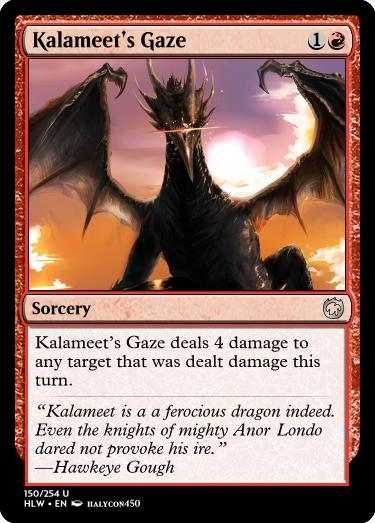 Kalameet's Gaze 1
Sorcery
Kalameet's Gaze deals 4 damage to
any target that was dealt damage this
turn.
“Kalameet is a a ferocious dragon indeed.
Even the knights of mighty Anor Londo
dared not provoke his ire.”
—Hawkeye Gough
150/254 U
HLW • EN HALYCON450